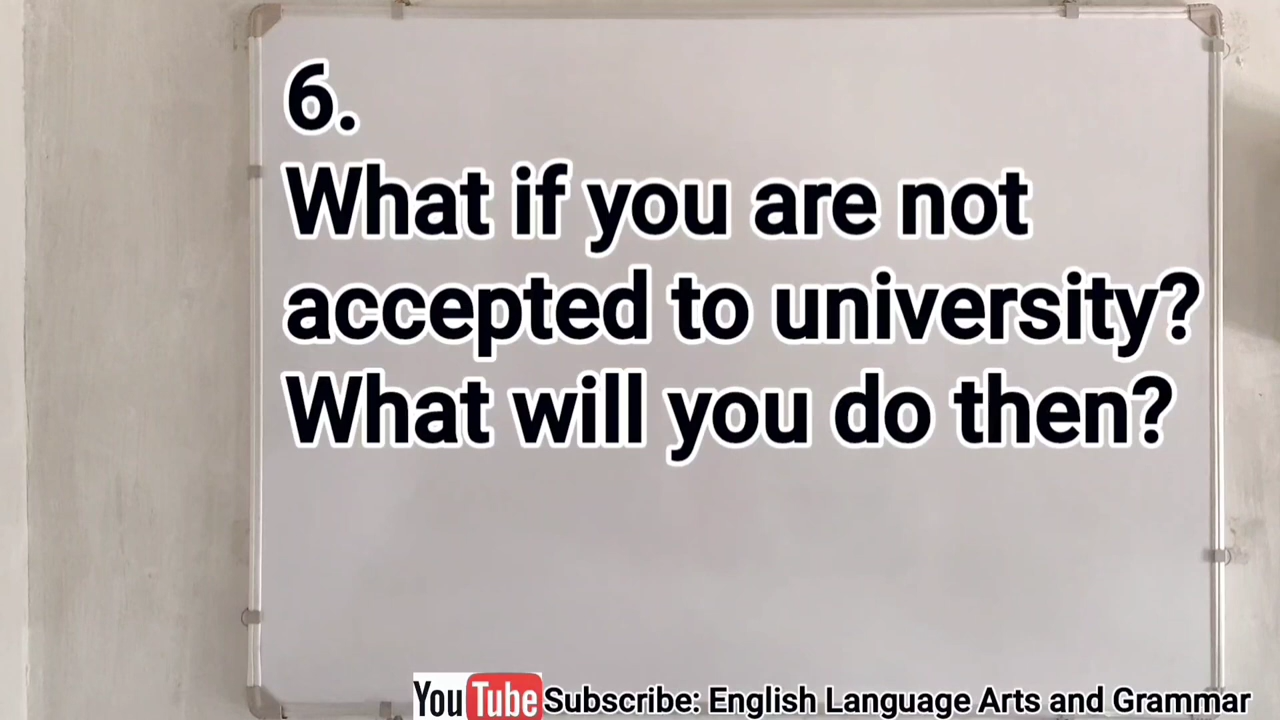 6.
What if you are not
accepted to university?
What will you do then?
YouTube Subscribe: English Language Arts and Grammar